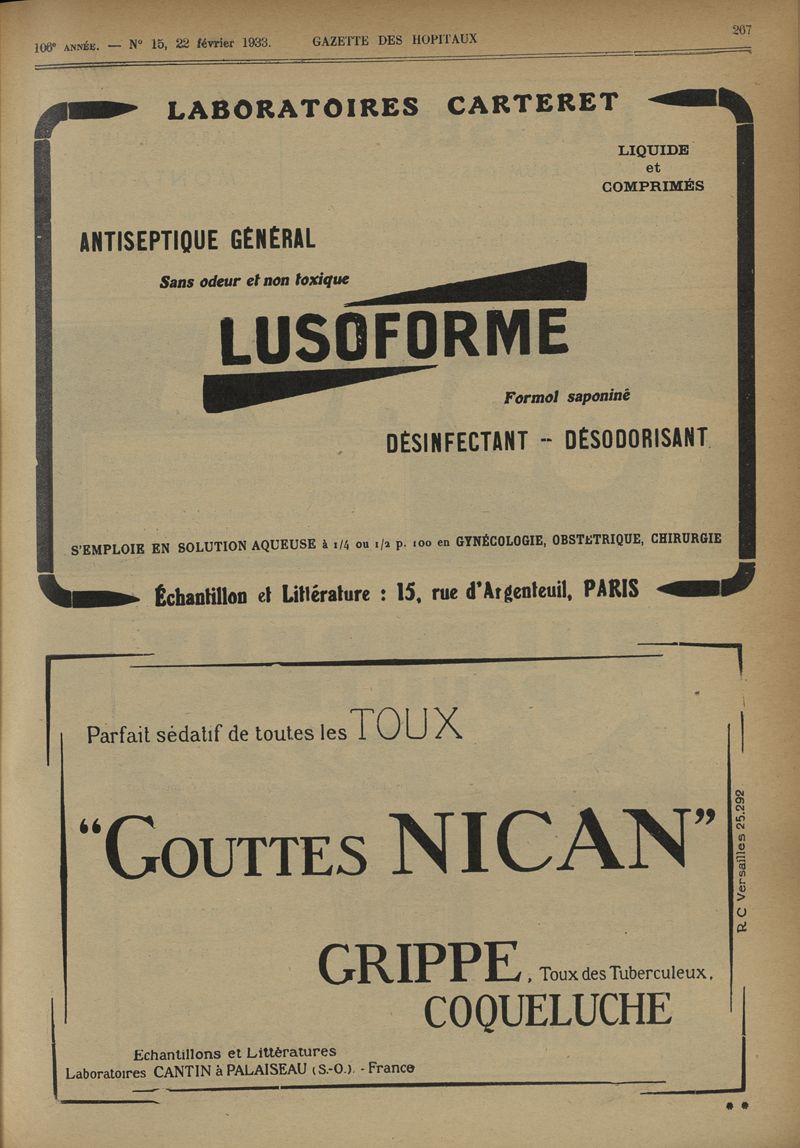 106e ANNÉE. — N° 15, 22 février 1933.
GAZETTE DES HOPITAUX
267
LABORATOIRES CARTERET
LIQUIDE
et
COMPRIMÉS
ANTISEPTIQUE GÉNÉRAL
Sans odeur et non toxique
LUSOFORME
Formol saponiné
DÉSINFECTANT -- DÉSODORISANT
S'EMPLOIE EN SOLUTION AQUEUSE à 1/4 ou 1/2 p. 100 en GYNÉCOLOGIE, OBSTÉTRIQUE, CHIRURGIE
Échantillon et Littérature : 15, rue d'Argenteuil, PARIS
Parfait sédatif de toutes les TOUX
“GOUTTES NICAN”
GRIPPE, Toux des Tuberculeux,
COQUELUCHE
Echantillons et Littératures
Laboratoires CANTIN à PALAISEAU (S.-O.). - France
R C Versailles 25.292
* *